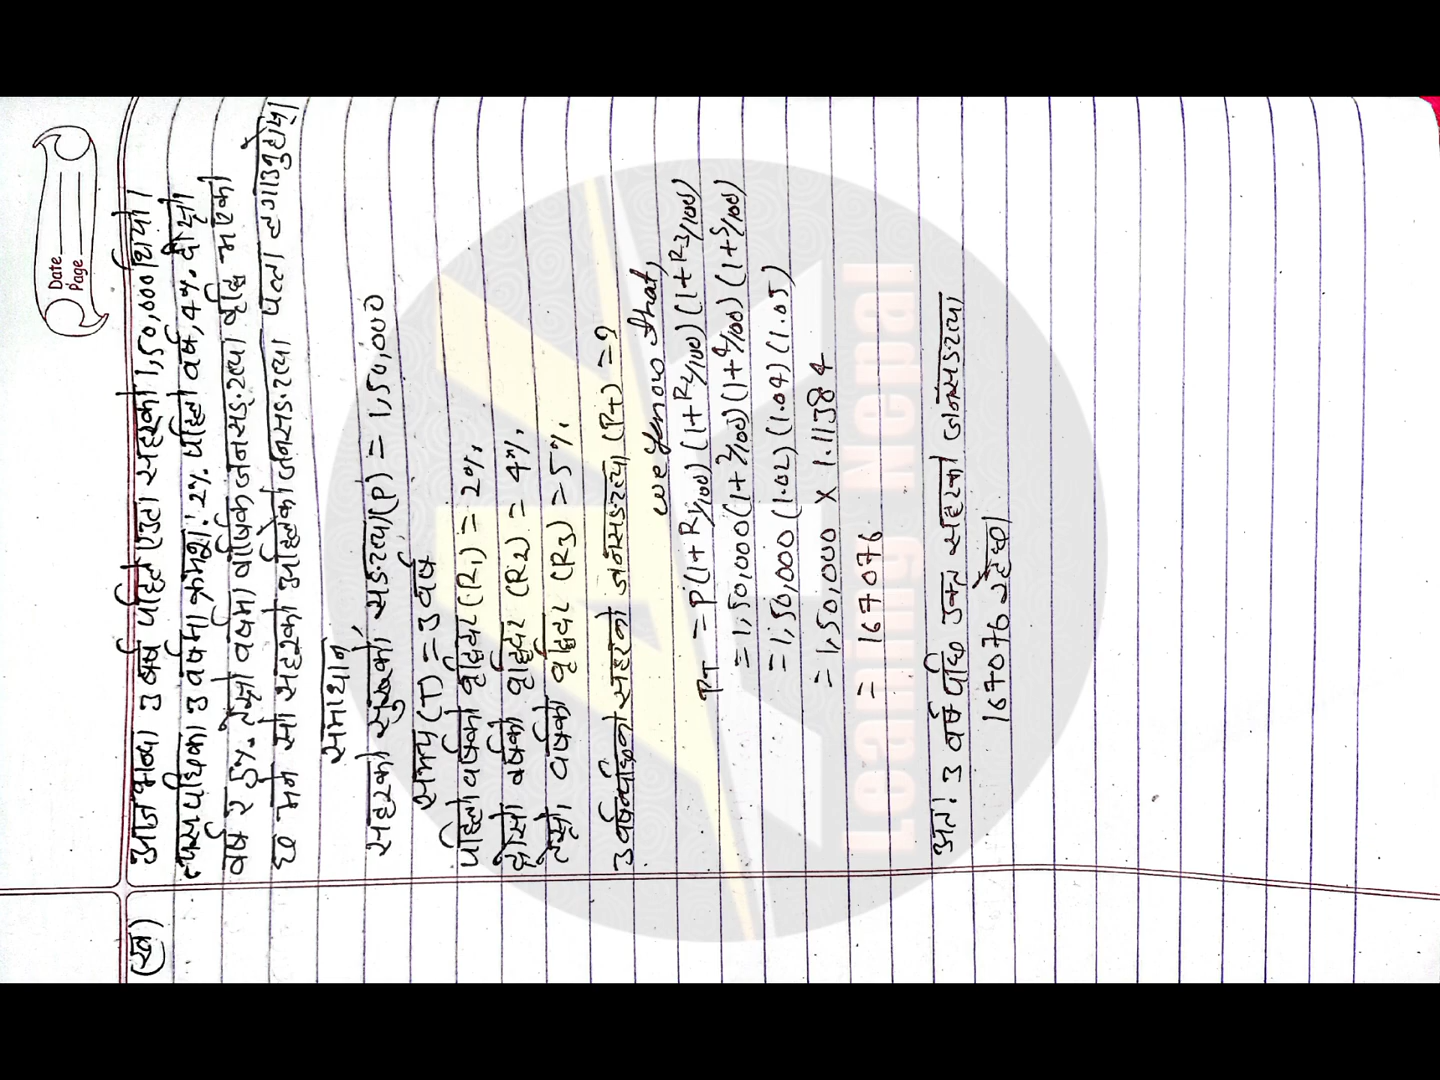 Date
Page
(ख) आज भन्दा 3 वर्ष पहिले एउटा सहरको 1,50,000 थियो।
त्यस पछिका 3 वर्षमा क्रमशः 2% पहिलो वर्ष, 4% दोस्रो
वर्ष र 5% तेस्रो वर्षमा वार्षिक जनसङ्ख्या वृद्धि भएको
छ भने सो सहरको अहिलेको जनसङ्ख्या पत्ता लगाउनुहोस्।
समाधान
सहरको सुरुको सङ्ख्या (P) = 1,50,000
समय (T) = 3 वर्ष
पहिलो वर्षको वृद्धिदर (R1) = 2%
दोस्रो वर्षको वृद्धिदर (R2) = 4%
तेस्रो वर्षको वृद्धिदर (R3) = 5%
3 वर्षपछिको सहरको जनसङ्ख्या (PT) = ?
we know that,
PT = P(1+R1/100) (1+R2/100) (1+R3/100)
= 1,50,000 (1+2/100) (1+4/100) (1+5/100)
= 1,50,000 (1.02) (1.04) (1.05)
= 1,50,000 x 1.11384
= 167076
अतः 3 वर्ष पछि उक्त सहरको जनसङ्ख्या
167076 रहेछ।
Learning Nepal